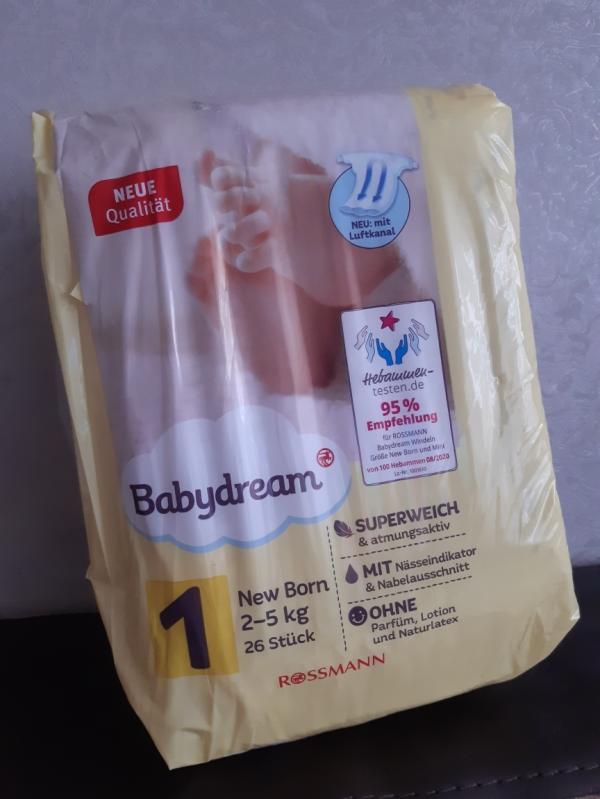 NEUE
Qualität
NEU: mit
Luftkanal
Hebammen-
testen.de
95 %
Empfehlung
für ROSSMANN
Babydream Windeln
Größe New Born und Mini
von 100 Hebammen 08/2020
Babydream
SUPERWEICH
& atmungsaktiv
MIT Nässeindikator
& Nabelausschnitt
OHNE
Parfüm, Lotion
und Naturlatex
1
New Born
2–5 kg
26 Stück
ROSSMANN